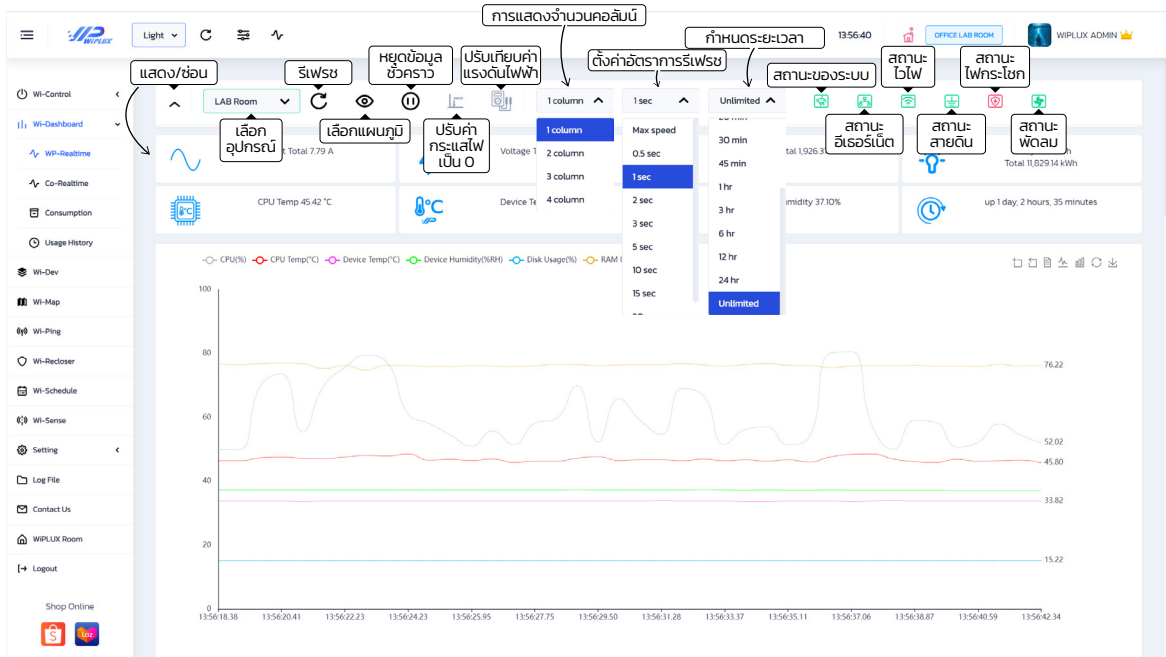 การแสดงจำนวนคอลัมน์
WiPLUX
Light
กำหนดระยะเวลา
13:56:40
OFFICE LAB ROOM
WIPLUX ADMIN
แสดง/ซ่อน
รีเฟรช
หยุดข้อมูล
ชั่วคราว
ปรับเทียบค่า
แรงดันไฟฟ้า
ตั้งค่าอัตราการรีเฟรช
สถานะของระบบ
สถานะ
ไวไฟ
สถานะ
ไฟกระโชก
LAB Room
1 column
1 sec
Unlimited
เลือก
อุปกรณ์
เลือกแผนภูมิ
ปรับค่า
กระแสไฟ
เป็น 0
สถานะ
อีเธอร์เน็ต
สถานะ
สายดิน
สถานะ
พัดลม
1 column
2 column
3 column
4 column
Max speed
0.5 sec
1 sec
2 sec
3 sec
5 sec
10 sec
15 sec
30 min
45 min
1 hr
3 hr
6 hr
12 hr
24 hr
Unlimited
Wi-Control
Wi-Dashboard
WP-Realtime
Co-Realtime
Consumption
Usage History
Wi-Dev
Wi-Map
Wi-Ping
Wi-Recloser
Wi-Schedule
Wi-Sense
Setting
Log File
Contact Us
WiPLUX Room
Logout
Shop Online
Laz
t Total 7.79 A
Voltage T
tal 1,926.3
h
Total 11,829.14 kWh
CPU Temp 45.42 °C
Device Te
midity 37.10%
up 1 day, 2 hours, 35 minutes
CPU(%)
CPU Temp(°C)
Device Temp(°C)
Device Humidity(%RH)
Disk Usage(%)
RAM
100
80
60
40
20
0
76.22
52.02
45.80
33.82
15.22
13:56:18.38
13:56:20.41
13:56:22.23
13:56:24.23
13:56:25.95
13:56:27.75
13:56:29.50
13:56:31.28
13:56:33.37
13:56:35.11
13:56:37.06
13:56:38.87
13:56:40.59
13:56:42.34